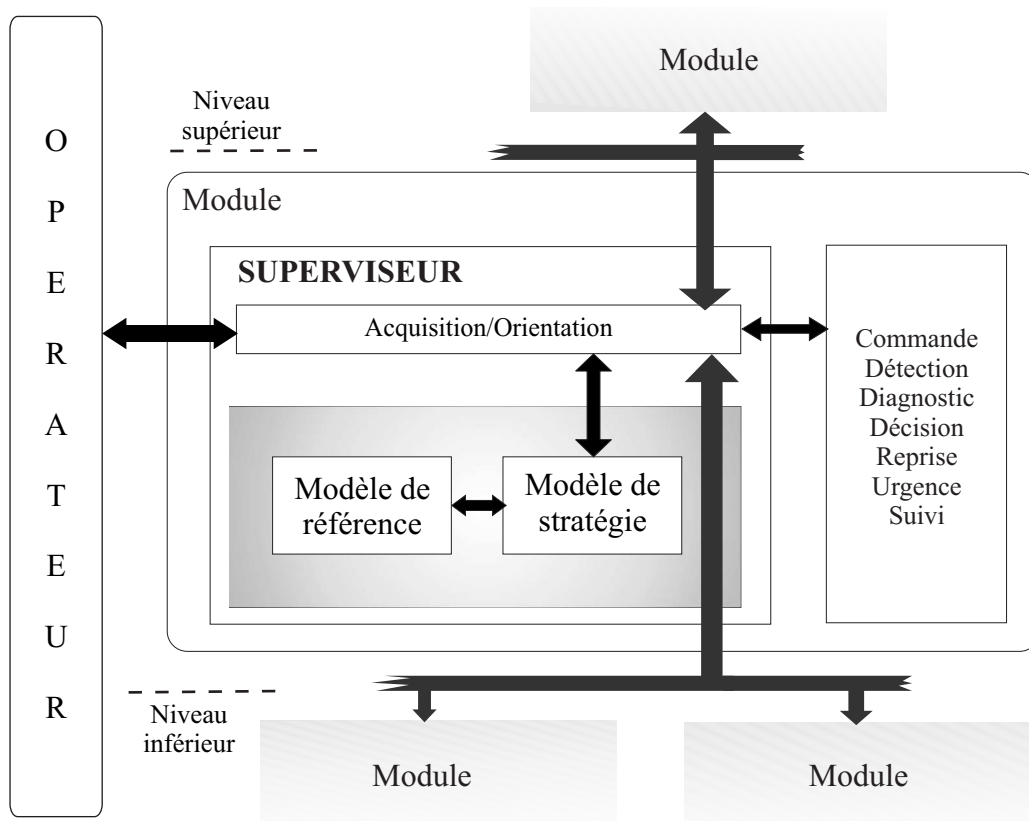 O
P
E
R
A
T
E
U
R
Module
Niveau
supérieur
Module
SUPERVISEUR
Acquisition/Orientation
Modèle de
référence
Modèle de
stratégie
Commande
Détection
Diagnostic
Décision
Reprise
Urgence
Suivi
Niveau
inférieur
Module
Module